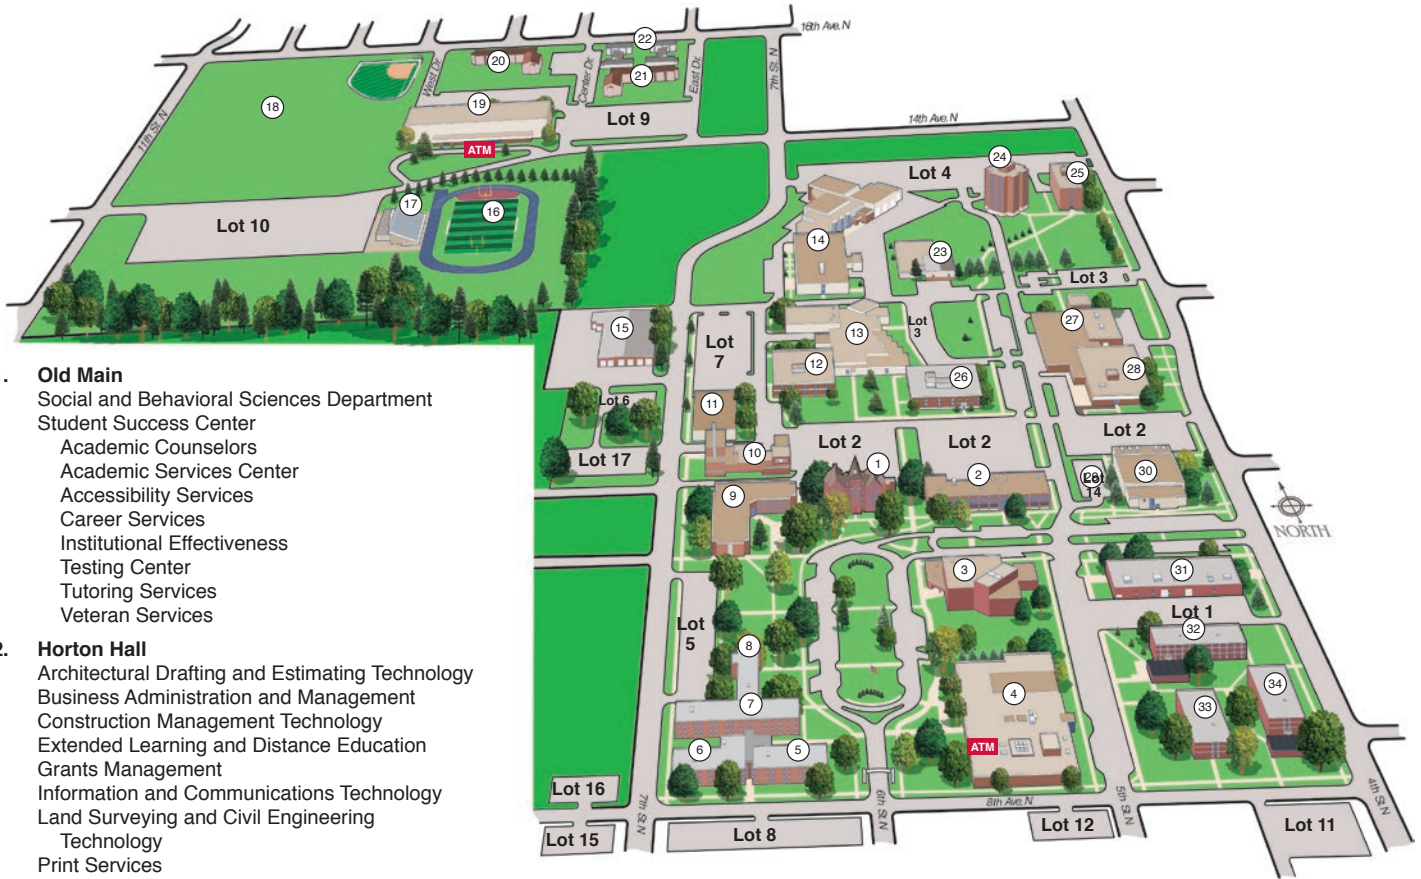 16th Ave. N
22
20
21
West Dr.
Center Dr.
East Dr.
7th St. N
18
19
Lot 9
14th Ave. N
11th St. N
ATM
24
25
Lot 4
17
16
Lot 10
14
23
Lot 3
15
Lot
7
13
Lot
3
27
12
26
28
1. Old Main
Social and Behavioral Sciences Department
Student Success Center
Academic Counselors
Academic Services Center
Accessibility Services
Career Services
Institutional Effectiveness
Testing Center
Tutoring Services
Veteran Services
2. Horton Hall
Architectural Drafting and Estimating Technology
Business Administration and Management
Construction Management Technology
Extended Learning and Distance Education
Grants Management
Information and Communications Technology
Land Surveying and Civil Engineering
Technology
Print Services
Lot 6
11
Lot 2
Lot 2
Lot 2
Lot 17
10
1
2
29
Lot
14
30
9
NORTH
3
31
Lot 1
Lot
5
8
32
4
34
7
33
6
5
ATM
Lot 16
7th St. N
6th St. N
8th Ave. N
5th St. N
4th St. N
Lot 15
Lot 8
Lot 12
Lot 11